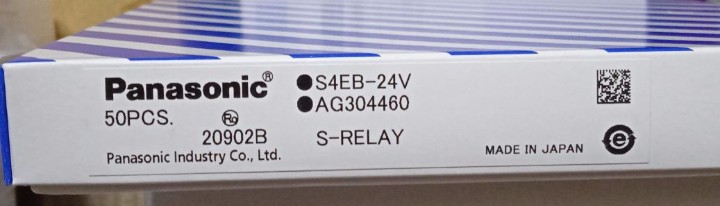 Panasonic®
50PCS.
20902B
Panasonic Industry Co., Ltd.
●S4EB-24V
●AG304460
S-RELAY
MADE IN JAPAN
e